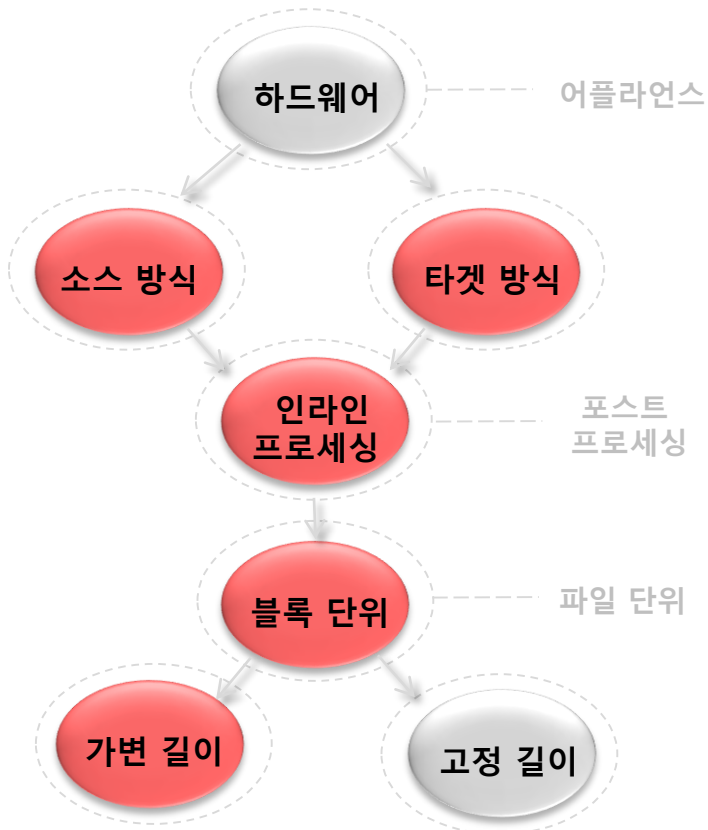 하드웨어
어플라언스
소스 방식
타겟 방식
인라인
프로세싱
포스트
프로세싱
블록 단위
파일 단위
가변 길이
고정 길이